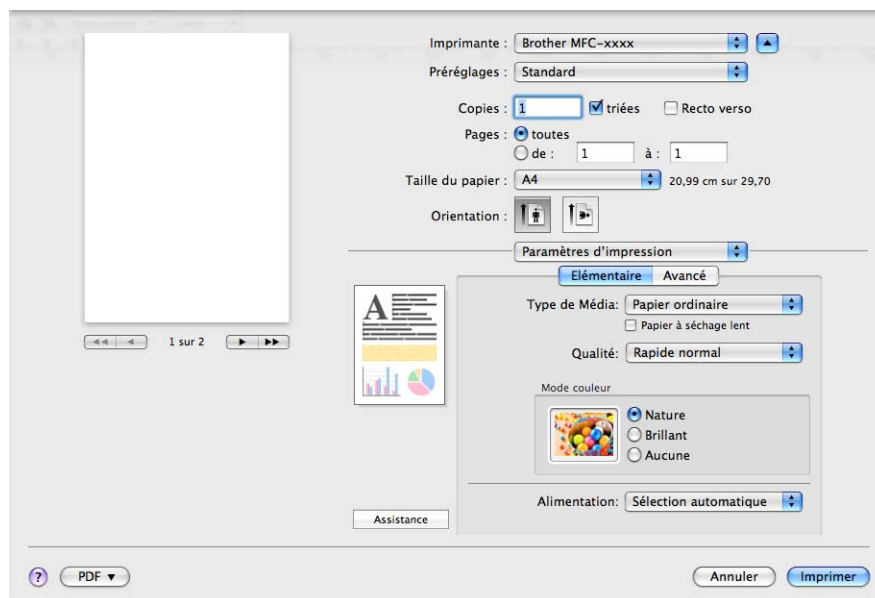 Imprimante : Brother MFC-xxxx
Préréglages : Standard
Copies : 1 triées Recto verso
Pages : toutes
de : 1 à : 1
Taille du papier : A4 20,99 cm sur 29,70
Orientation :
Paramètres d'impression
Elémentaire Avancé
Type de Média: Papier ordinaire
Papier à séchage lent
A
1 sur 2
Qualité: Rapide normal
Mode couleur
Nature
Brillant
Aucune
Alimentation: Sélection automatique
Assistance
? PDF Annuler Imprimer